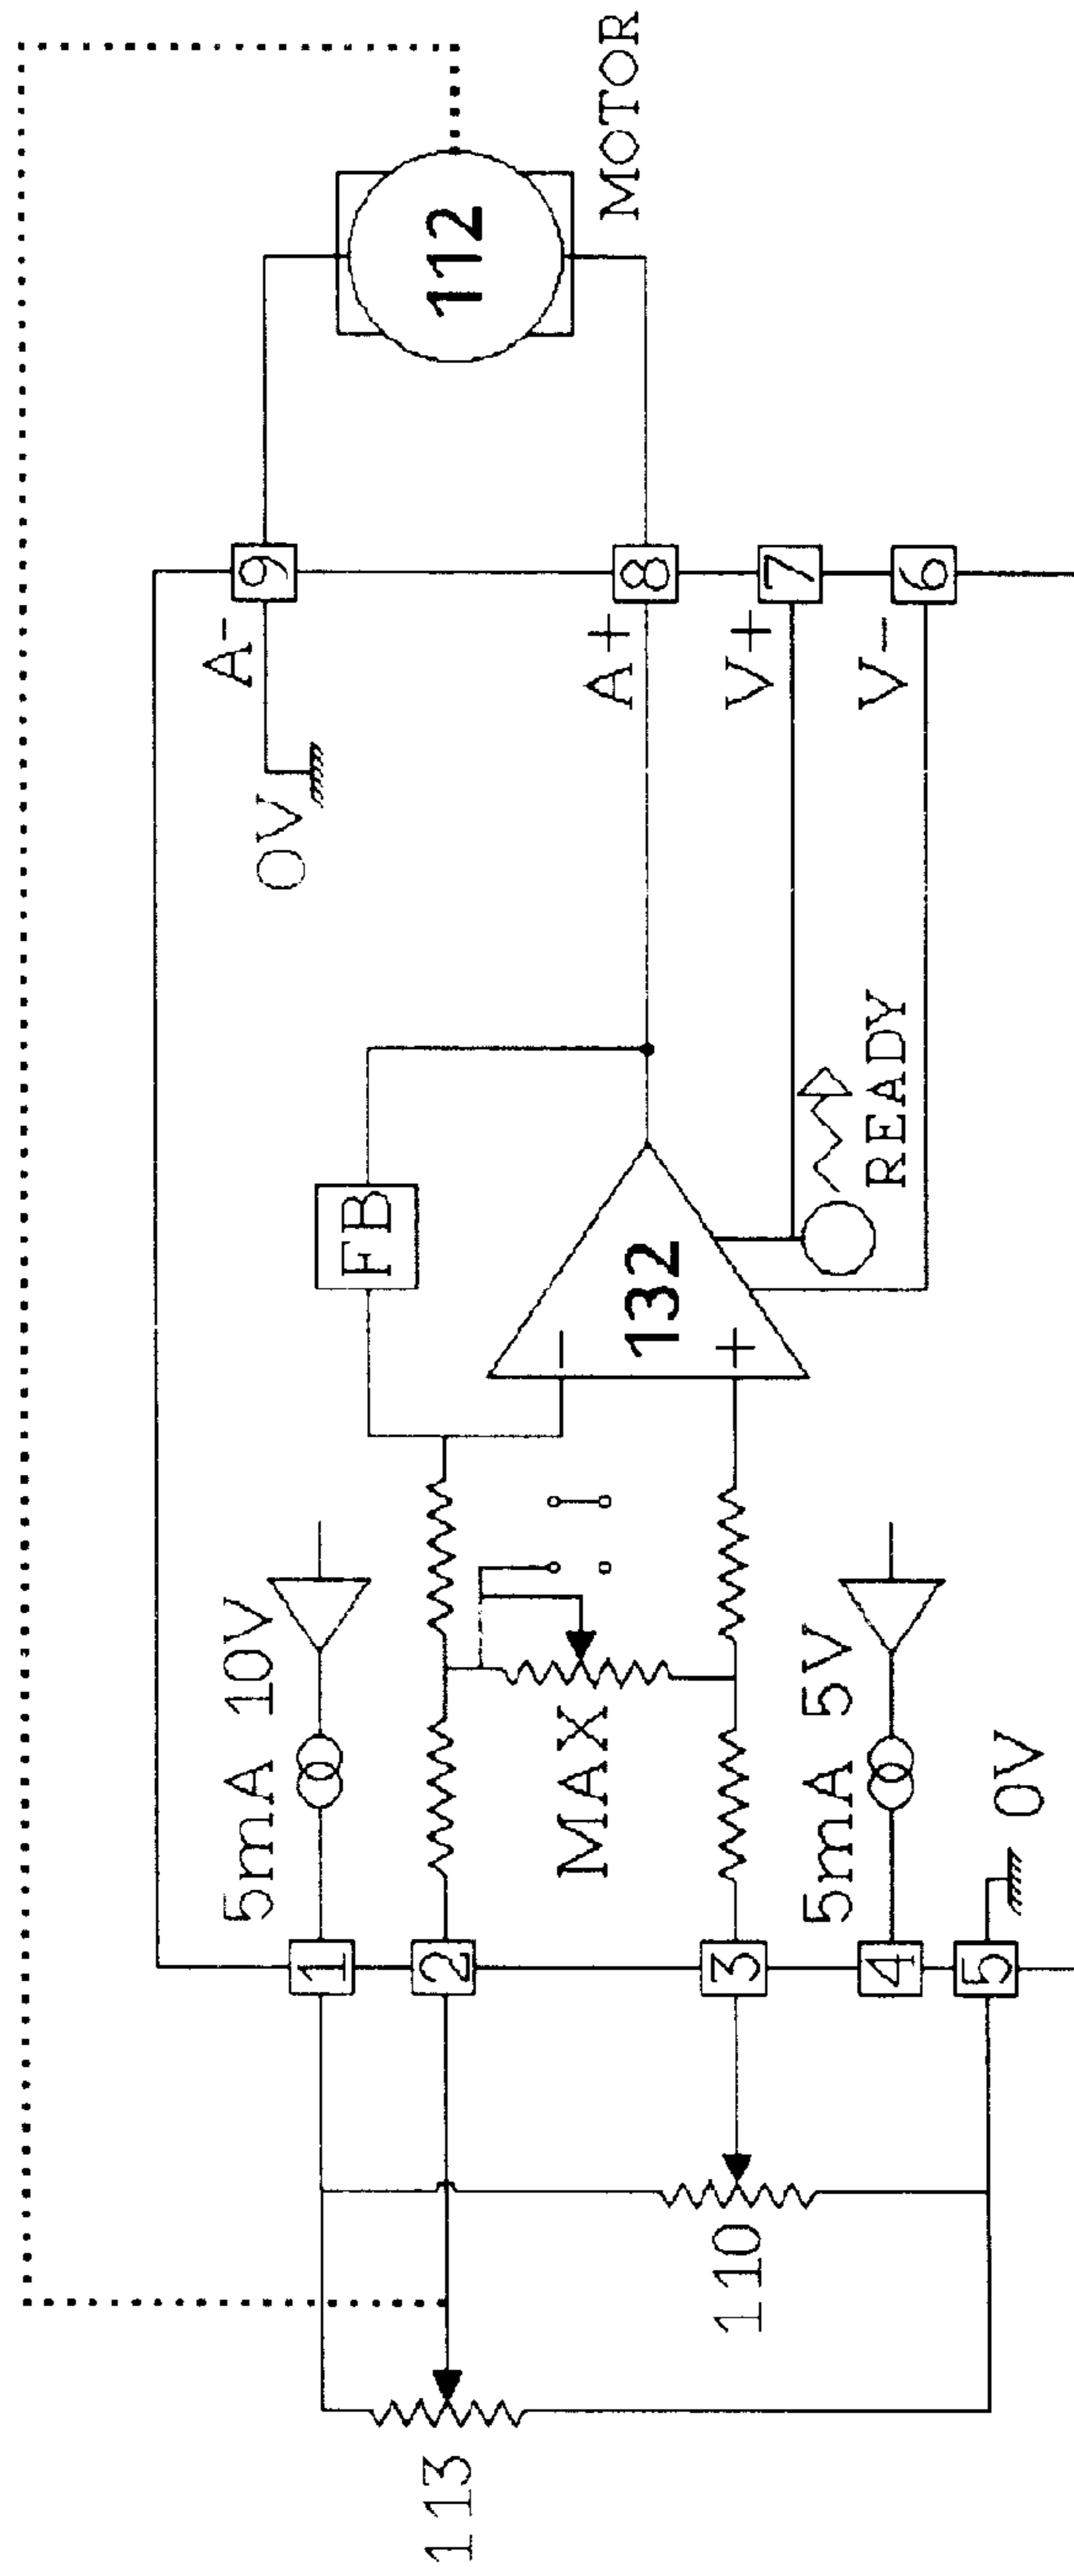 113
110
1
2
3
4
5
5mA 10V
MAX
5mA 5V
0V
FB
−
+
132
READY
0V
A−
A+
V+
V−
9
8
7
6
112
MOTOR